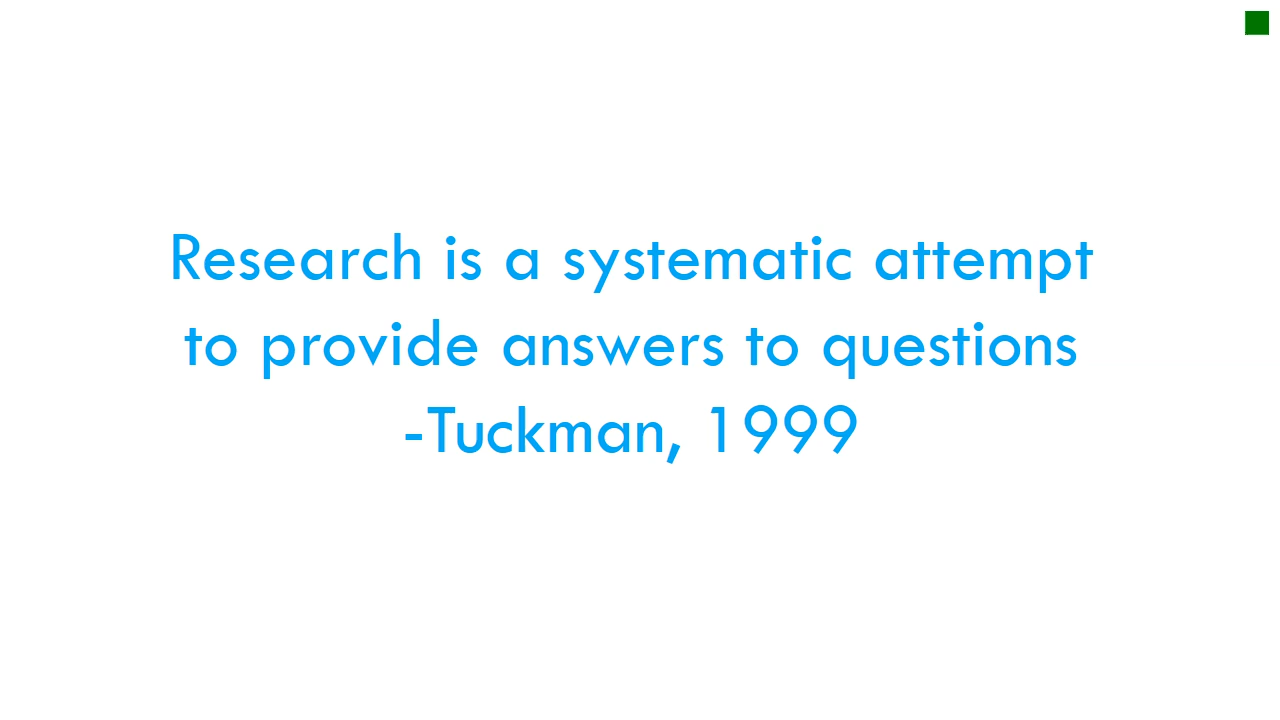 Research is a systematic attempt
to provide answers to questions
-Tuckman, 1999